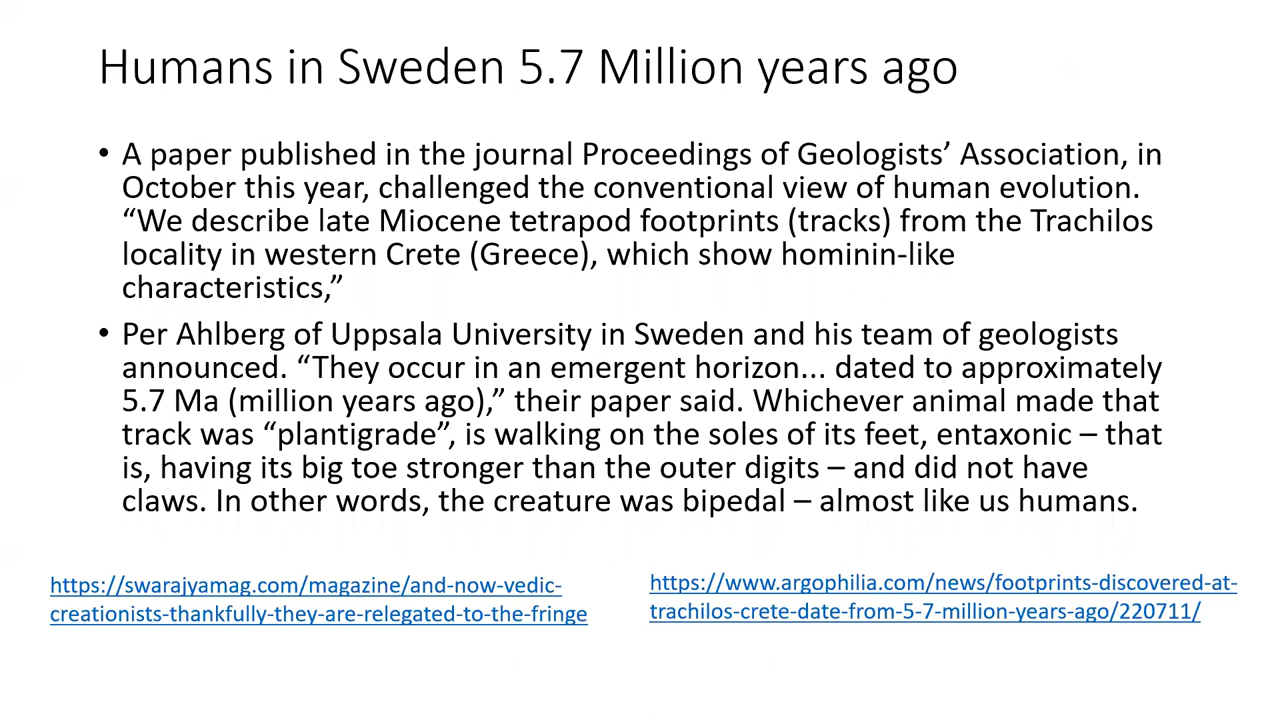 Humans in Sweden 5.7 Million years ago
• A paper published in the journal Proceedings of Geologists’ Association, in
October this year, challenged the conventional view of human evolution.
“We describe late Miocene tetrapod footprints (tracks) from the Trachilos
locality in western Crete (Greece), which show hominin-like
characteristics,”
• Per Ahlberg of Uppsala University in Sweden and his team of geologists
announced. “They occur in an emergent horizon... dated to approximately
5.7 Ma (million years ago),” their paper said. Whichever animal made that
track was “plantigrade”, is walking on the soles of its feet, entaxonic – that
is, having its big toe stronger than the outer digits – and did not have
claws. In other words, the creature was bipedal – almost like us humans.
https://swarajyamag.com/magazine/and-now-vedic-
creationists-thankfully-they-are-relegated-to-the-fringe
https://www.argophilia.com/news/footprints-discovered-at-
trachilos-crete-date-from-5-7-million-years-ago/220711/